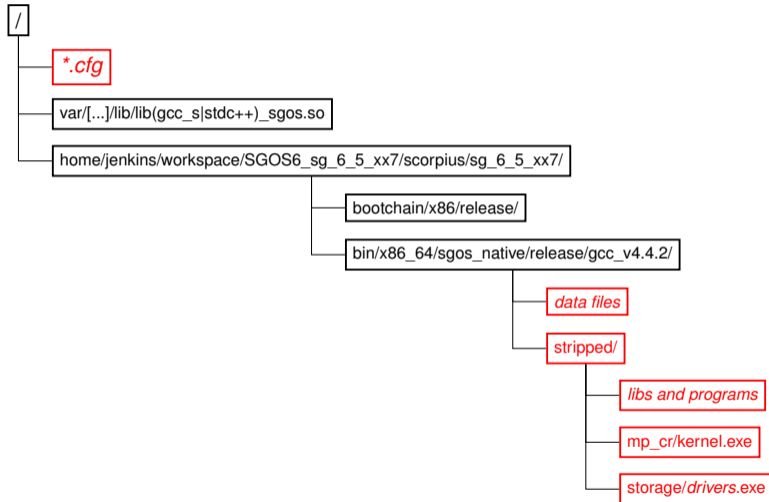 /
*.cfg
var/[...]/lib/lib(gcc_s|stdc++)_sgos.so
home/jenkins/workspace/SGOS6_sg_6_5_xx7/scorpius/sg_6_5_xx7/
bootchain/x86/release/
bin/x86_64/sgos_native/release/gcc_v4.4.2/
data files
stripped/
libs and programs
mp_cr/kernel.exe
storage/drivers.exe